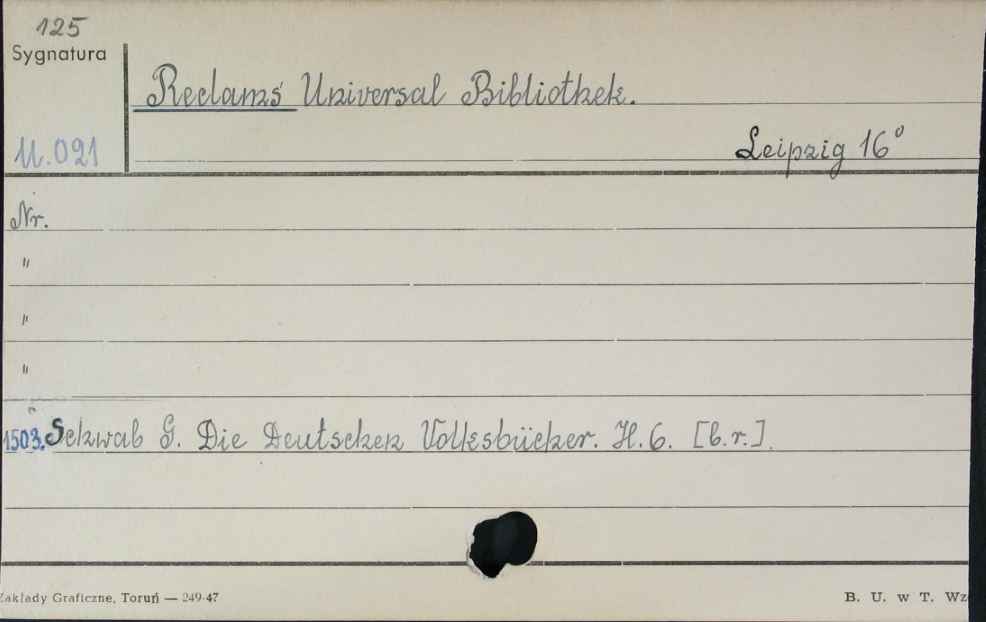 125
Sygnatura
Reclams Universal Bibliothek.
U.021
Leipzig 16°
Nr.
"
"
"
1503. Schwab G. Die Deutschen Volksbücher. H.6. [b.r.].
Zakłady Graficzne, Toruń — 249-47
B. U. w T. Wz